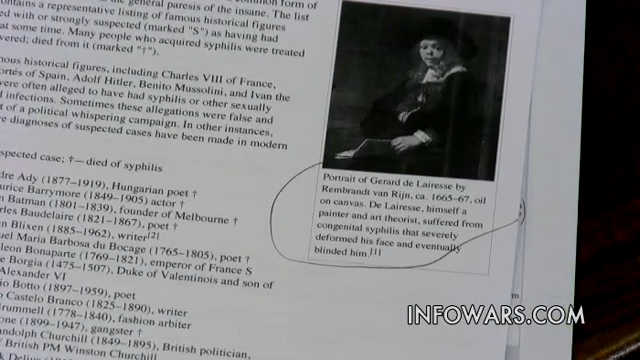 general paresis of the insane. The list
contains a representative listing of famous historical figures
ed with or strongly suspected (marked "S") as having had
at some time. Many people who acquired syphilis were treated
vered; died from it (marked "†").
nous historical figures, including Charles VIII of France,
ortés of Spain, Adolf Hitler, Benito Mussolini, and Ivan the
were often alleged to have had syphilis or other sexually
d infections. Sometimes these allegations were false and
t of a political whispering campaign. In other instances,
e diagnoses of suspected cases have been made in modern
spected case; †—died of syphilis
dre Ady (1877–1919), Hungarian poet †
urice Barrymore (1849–1905) actor †
n Batman (1801–1839), founder of Melbourne †
rles Baudelaire (1821–1867), poet †
n Blixen (1885–1962), writer[2]
uel Maria Barbosa du Bocage (1765–1805), poet †
oleon Bonaparte (1769–1821), emperor of France S
e Borgia (1475–1507), Duke of Valentinois and son of
Alexander VI
io Botto (1897–1959), poet
o Castelo Branco (1825–1890), writer
rummell (1778–1840), fashion arbiter
one (1899–1947), gangster †
ndolph Churchill (1849–1895), British politician,
f British PM Winston Churchill
Portrait of Gerard de Lairesse by
Rembrandt van Rijn, ca. 1665–67, oil
on canvas. De Lairesse, himself a
painter and art theorist, suffered from
congenital syphilis that severely
deformed his face and eventually
blinded him.[1]
INFOWARS.COM